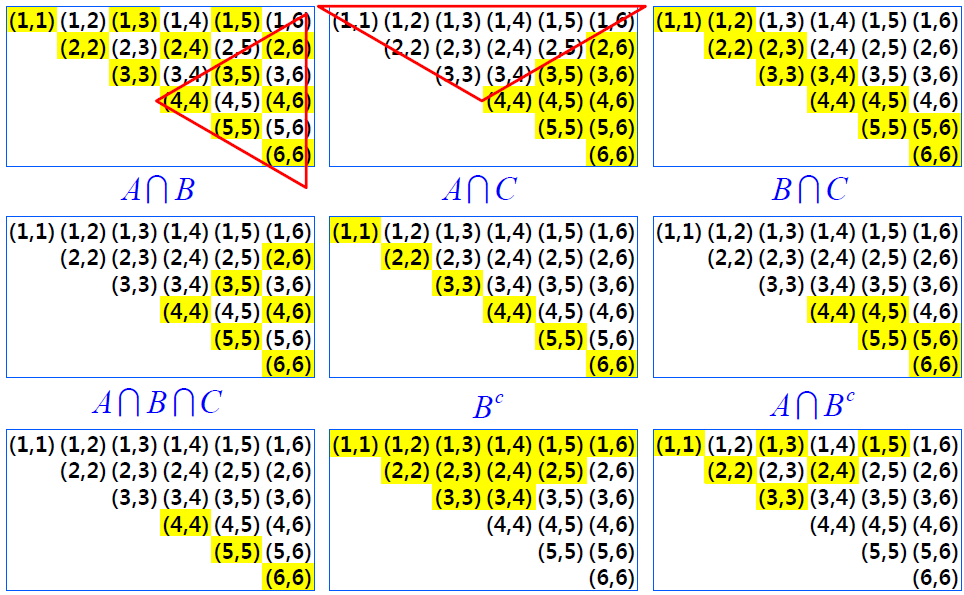 (1,1) (1,2) (1,3) (1,4) (1,5) (1,6)
(2,2) (2,3) (2,4) (2,5) (2,6)
(3,3) (3,4) (3,5) (3,6)
(4,4) (4,5) (4,6)
(5,5) (5,6)
(6,6)
(1,1) (1,2) (1,3) (1,4) (1,5) (1,6)
(2,2) (2,3) (2,4) (2,5) (2,6)
(3,3) (3,4) (3,5) (3,6)
(4,4) (4,5) (4,6)
(5,5) (5,6)
(6,6)
(1,1) (1,2) (1,3) (1,4) (1,5) (1,6)
(2,2) (2,3) (2,4) (2,5) (2,6)
(3,3) (3,4) (3,5) (3,6)
(4,4) (4,5) (4,6)
(5,5) (5,6)
(6,6)
A⋂B
(1,1) (1,2) (1,3) (1,4) (1,5) (1,6)
(2,2) (2,3) (2,4) (2,5) (2,6)
(3,3) (3,4) (3,5) (3,6)
(4,4) (4,5) (4,6)
(5,5) (5,6)
(6,6)
A⋂C
(1,1) (1,2) (1,3) (1,4) (1,5) (1,6)
(2,2) (2,3) (2,4) (2,5) (2,6)
(3,3) (3,4) (3,5) (3,6)
(4,4) (4,5) (4,6)
(5,5) (5,6)
(6,6)
B⋂C
(1,1) (1,2) (1,3) (1,4) (1,5) (1,6)
(2,2) (2,3) (2,4) (2,5) (2,6)
(3,3) (3,4) (3,5) (3,6)
(4,4) (4,5) (4,6)
(5,5) (5,6)
(6,6)
A⋂B⋂C
(1,1) (1,2) (1,3) (1,4) (1,5) (1,6)
(2,2) (2,3) (2,4) (2,5) (2,6)
(3,3) (3,4) (3,5) (3,6)
(4,4) (4,5) (4,6)
(5,5) (5,6)
(6,6)
Bᶜ
(1,1) (1,2) (1,3) (1,4) (1,5) (1,6)
(2,2) (2,3) (2,4) (2,5) (2,6)
(3,3) (3,4) (3,5) (3,6)
(4,4) (4,5) (4,6)
(5,5) (5,6)
(6,6)
A⋂Bᶜ
(1,1) (1,2) (1,3) (1,4) (1,5) (1,6)
(2,2) (2,3) (2,4) (2,5) (2,6)
(3,3) (3,4) (3,5) (3,6)
(4,4) (4,5) (4,6)
(5,5) (5,6)
(6,6)